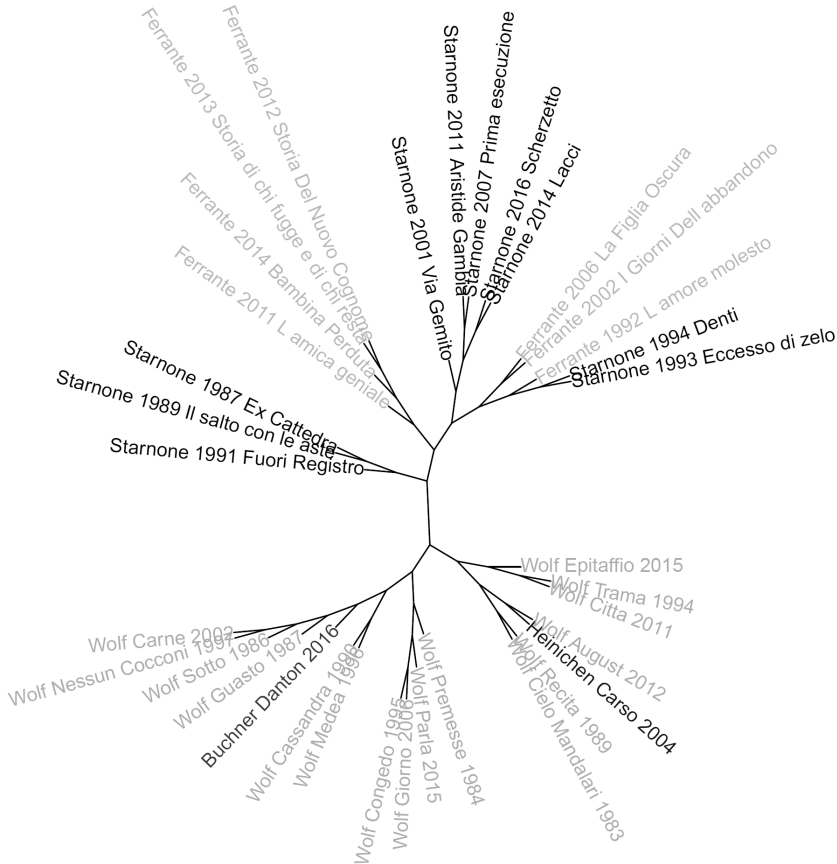 Ferrante 2013 Storia di chi fugge e di chi resta
Ferrante 2012 Storia Del Nuovo Cognome
Ferrante 2014 Bambina Perduta
Ferrante 2011 L amica geniale
Starnone 2001 Via Gemito
Starnone 2011 Aristide Gambia
Starnone 2007 Prima esecuzione
Starnone 2016 Scherzetto
Starnone 2014 Lacci
Ferrante 2006 La Figlia Oscura
Ferrante 2002 I Giorni Dell abbandono
Ferrante 1992 L amore molesto
Starnone 1994 Denti
Starnone 1993 Eccesso di zelo
Starnone 1987 Ex Cattedra
Starnone 1989 Il salto con le aste
Starnone 1991 Fuori Registro
Wolf Epitaffio 2015
Wolf Trama 1994
Wolf Citta 2011
Wolf August 2012
Heinichen Carso 2004
Wolf Recita 1989
Wolf Cielo Mandalari 1983
Wolf Carne 2002
Wolf Nessun Cocconi 1997
Wolf Sotto 1986
Wolf Guasto 1987
Buchner Danton 2016
Wolf Cassandra 1990
Wolf Medea 1996
Wolf Congedo 1995
Wolf Giorno 2006
Wolf Parla 2015
Wolf Premesse 1984